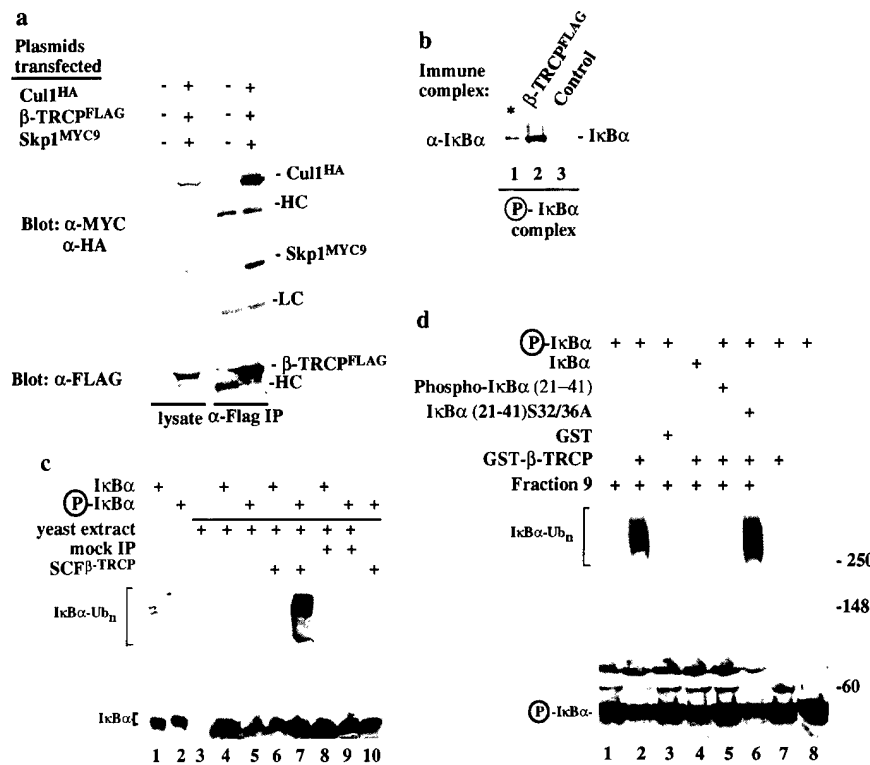 a
Plasmids
transfected
Cul1HA - + - +
β-TRCPFLAG - + - +
Skp1MYC9 - + - +
- Cul1HA
-HC
Blot: α-MYC
α-HA
- Skp1MYC9
-LC
- β-TRCPFLAG
Blot: α-FLAG
-HC
lysate α-Flag IP
b
Immune
complex:
* β-TRCPFLAG Control
α-IκBα - IκBα
1 2 3
P - IκBα
complex
c
IκBα + + + +
P-IκBα + + + + +
yeast extract + + + + + + +
mock IP + +
SCFβ-TRCP + + +
IκBα-Ubn
IκBα
1 2 3 4 5 6 7 8 9 10
d
P-IκBα + + + + + + +
IκBα +
Phospho-IκBα (21–41) +
IκBα (21-41)S32/36A +
GST +
GST-β-TRCP + + + + +
Fraction 9 + + + + + +
IκBα-Ubn
- 250
-148
-60
P -IκBα-
1 2 3 4 5 6 7 8